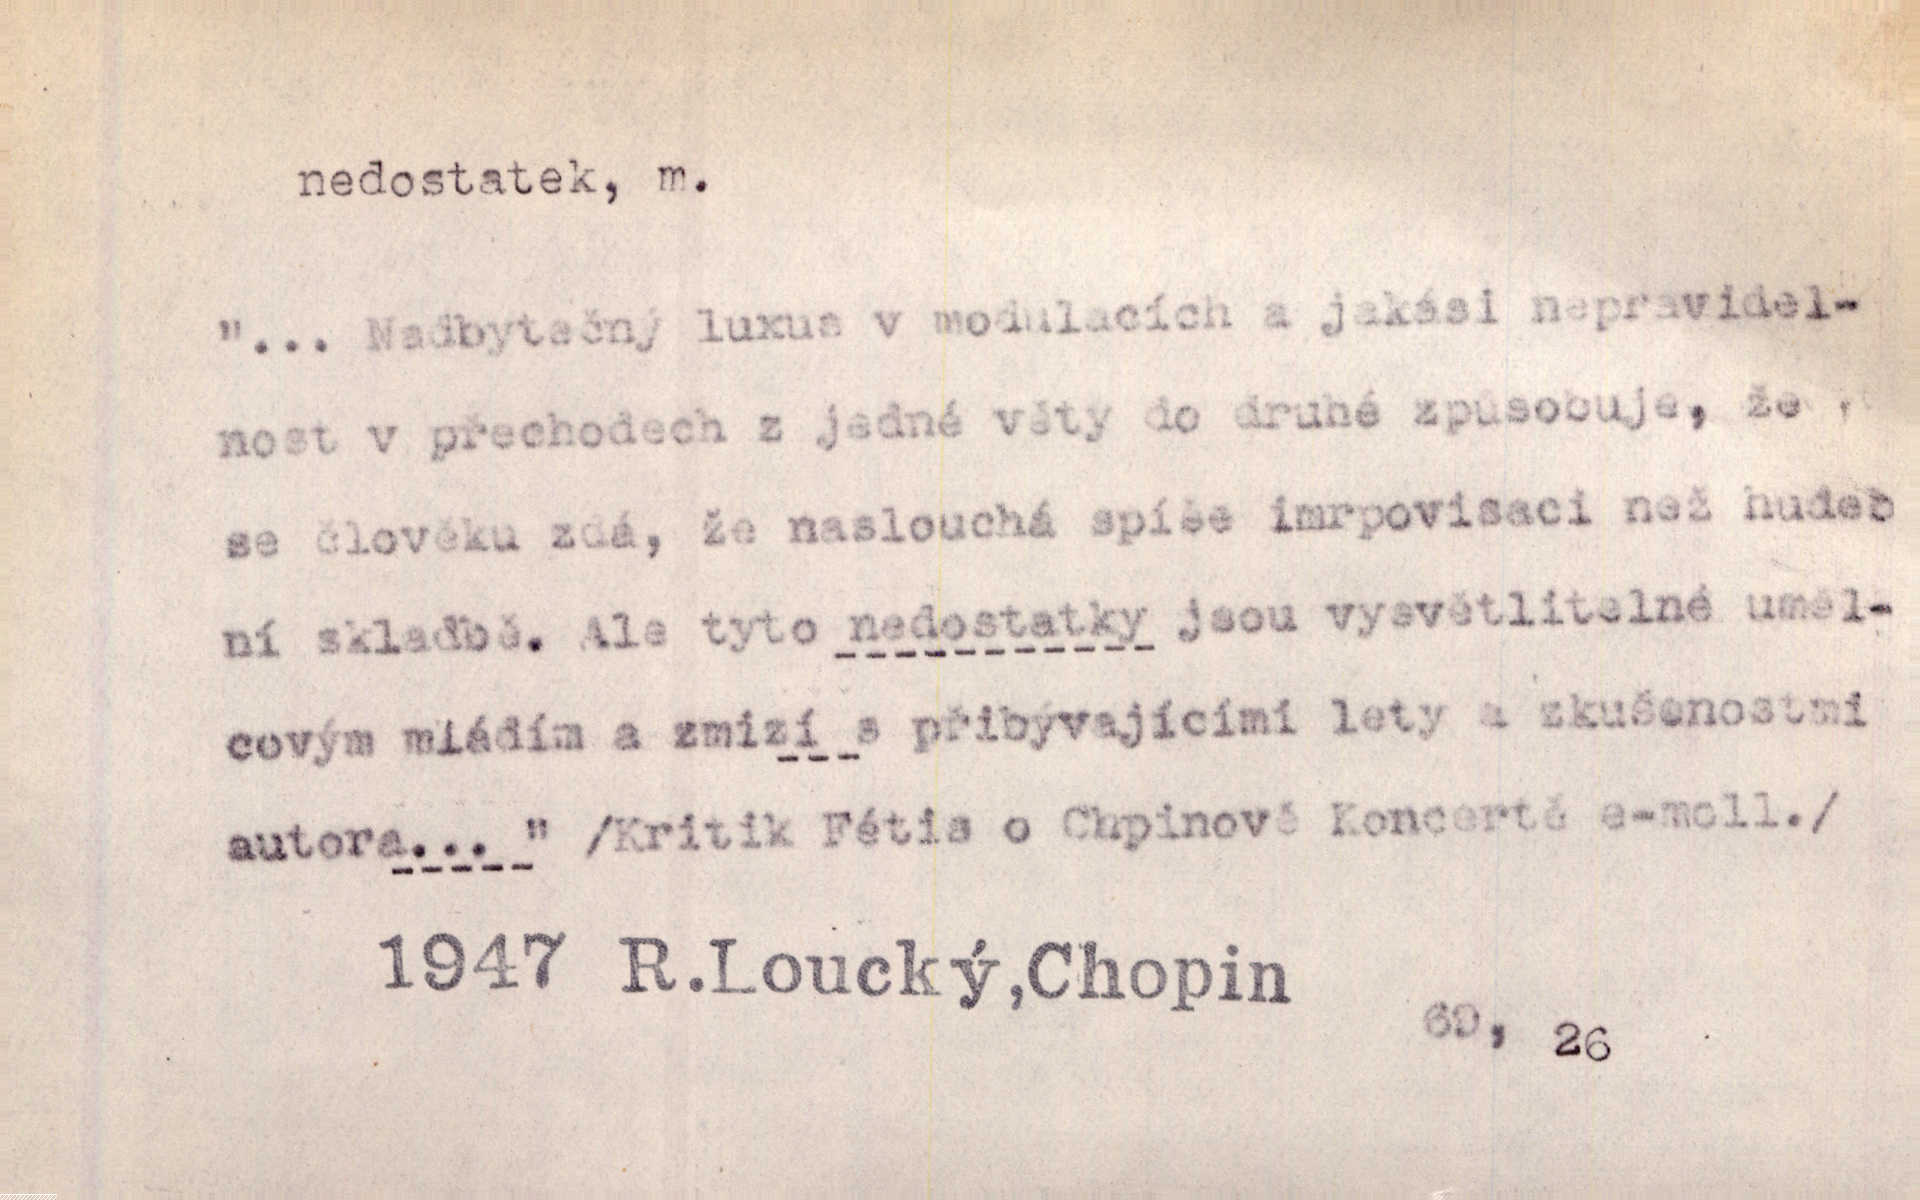 nedostatek, m.
"... Nadbytečný luxus v modulacích a jakási nepravidel-
nost v přechodech z jedné věty do druhé způsobuje, že
se člověku zdá, že naslouchá spíše imrpovisaci než hudeb
ní skladbě. Ale tyto nedostatky jsou vysvětlitelné uměl-
covým mládím a zmizí s přibývajícími lety a zkušenostmi
autora... " /Kritik Fétis o Chpinově Koncertě e-moll./
1947 R.Loucký,Chopin
69, 26